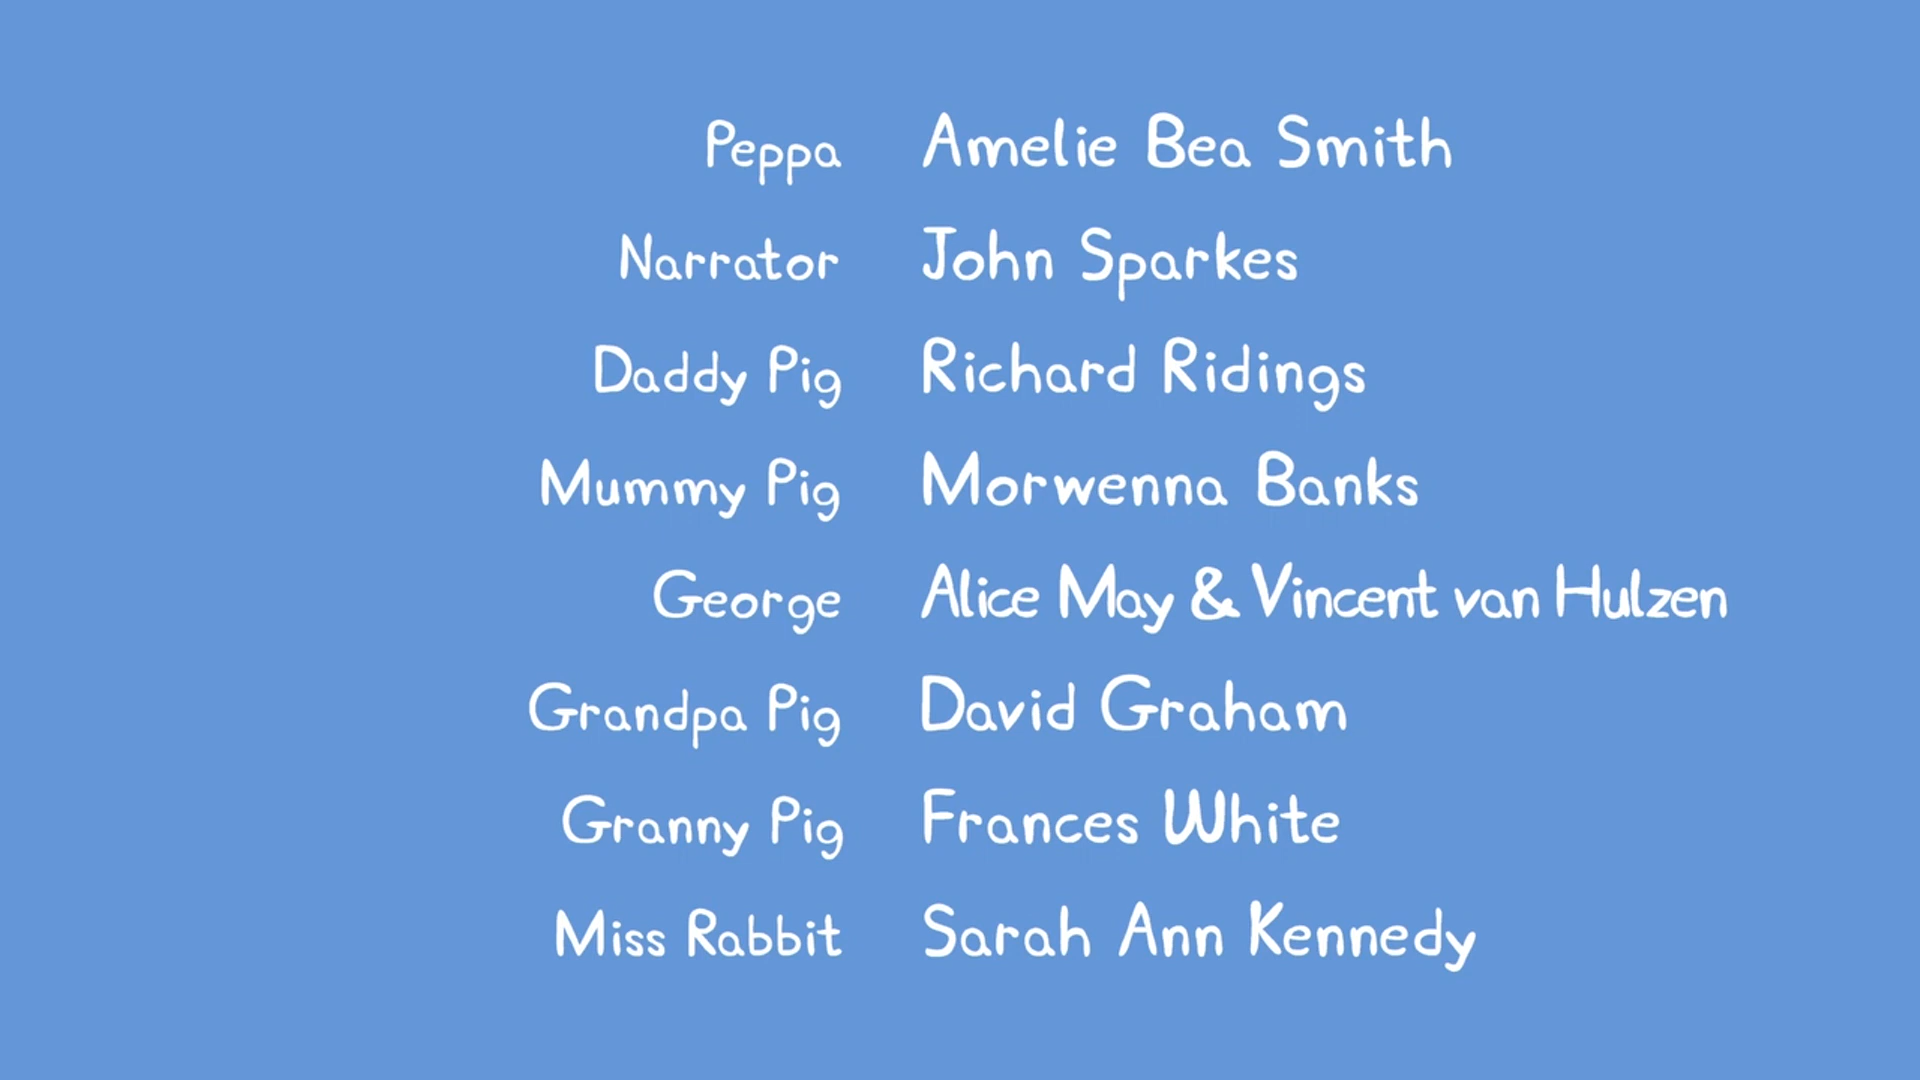 Peppa Amelie Bea Smith
Narrator John Sparkes
Daddy Pig Richard Ridings
Mummy Pig Morwenna Banks
George Alice May & Vincent van Hulzen
Grandpa Pig David Graham
Granny Pig Frances White
Miss Rabbit Sarah Ann Kennedy